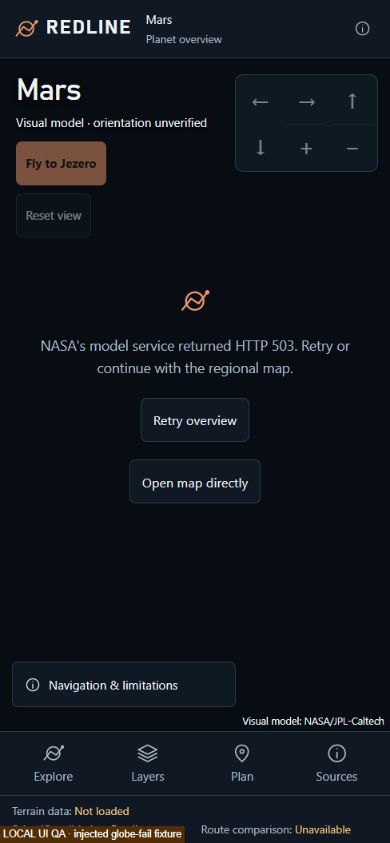 REDLINE
Mars
Planet overview
Mars
Visual model · orientation unverified
Fly to Jezero
Reset view
← → ↑
↓ + −
NASA's model service returned HTTP 503. Retry or
continue with the regional map.
Retry overview
Open map directly
Navigation & limitations
Visual model: NASA/JPL-Caltech
Explore Layers Plan Sources
Terrain data: Not loaded
LOCAL UI QA · injected globe-fail fixture
Route comparison: Unavailable